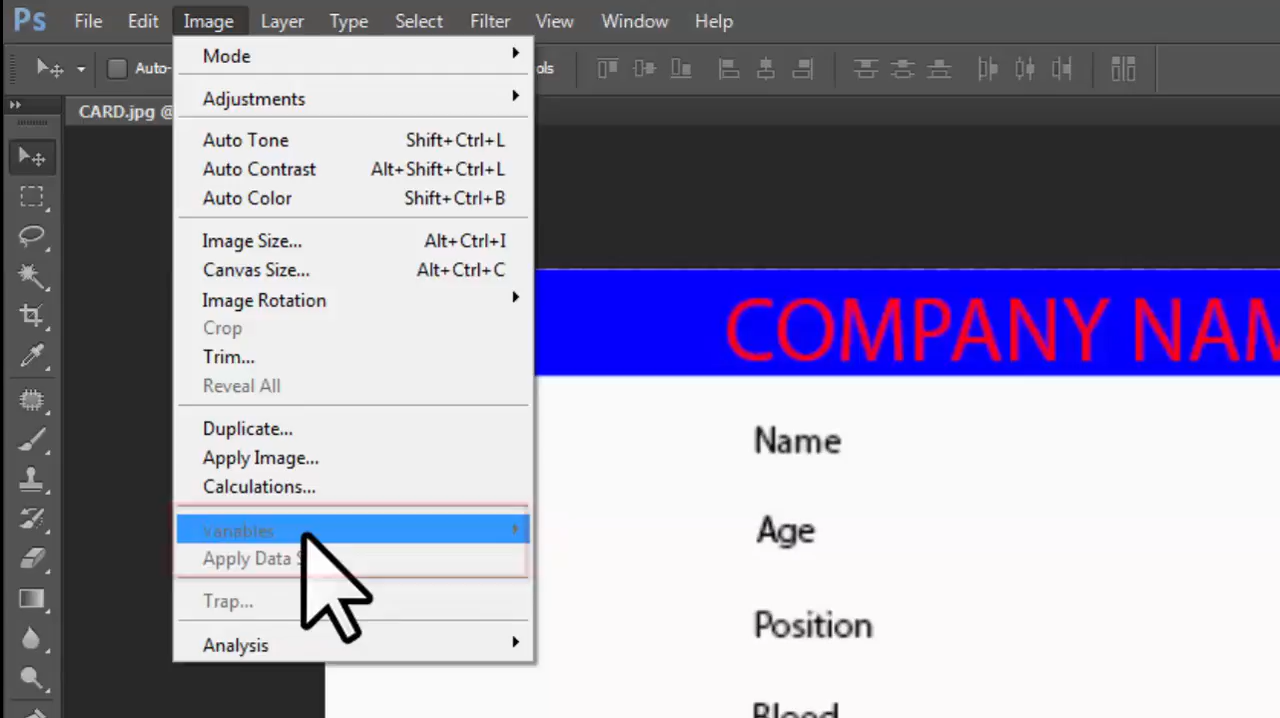 Ps File Edit Image Layer Type Select Filter View Window Help
Auto-
CARD.jpg @
Mode
Adjustments
Auto Tone Shift+Ctrl+L
Auto Contrast Alt+Shift+Ctrl+L
Auto Color Shift+Ctrl+B
Image Size... Alt+Ctrl+I
Canvas Size... Alt+Ctrl+C
Image Rotation
Crop
Trim...
Reveal All
Duplicate...
Apply Image...
Calculations...
Variables
Apply Data
Trap...
Analysis
COMPANY
Name
Age
Position
Blood